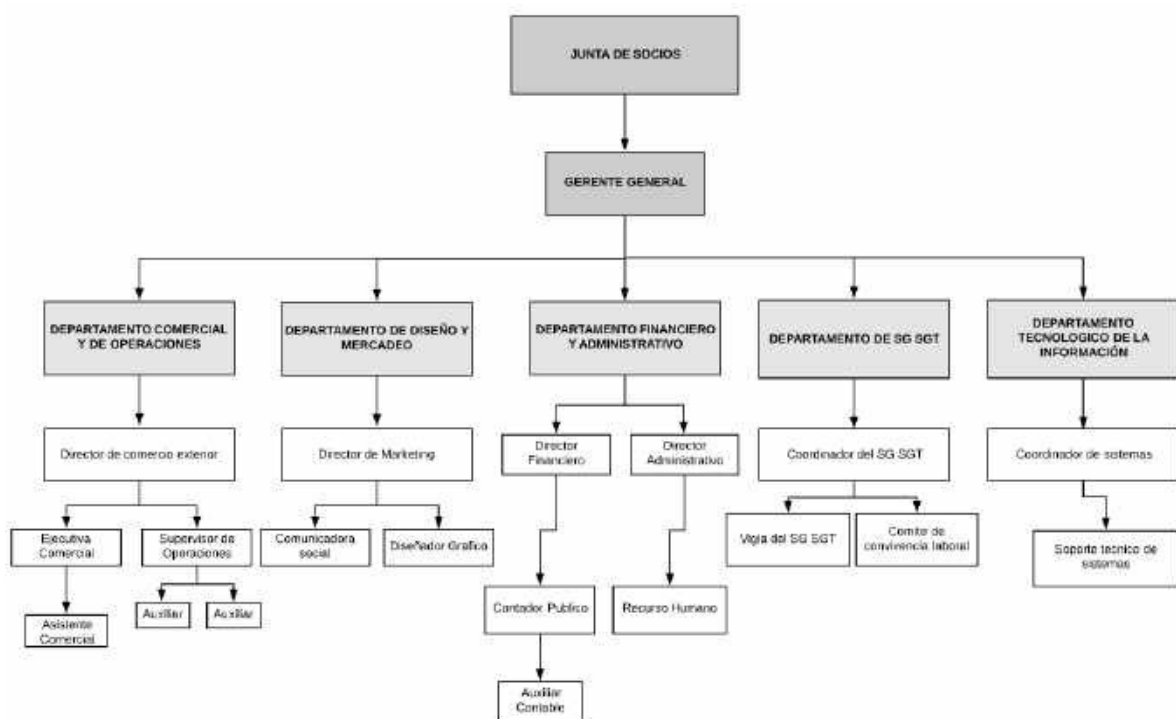 JUNTA DE SOCIOS
GERENTE GENERAL
DEPARTAMENTO COMERCIAL
Y DE OPERACIONES
DEPARTAMENTO DE DISEÑO Y
MERCADEO
DEPARTAMENTO FINANCIERO
Y ADMINISTRATIVO
DEPARTAMENTO DE SG SGT
DEPARTAMENTO
TECNOLOGICO DE LA
INFORMACIÓN
Director de comercio exterior
Director de Marketing
Director
Financiero
Director
Administrativo
Coordinador del SG SGT
Coordinador de sistemas
Ejecutiva
Comercial
Supervisor de
Operaciones
Comunicadora
social
Diseñador Grafico
Vigia del SG SGT
Comite de
convivencia laboral
Soporte tecnico de
sistemas
Asistente
Comercial
Auxiliar
Auxiliar
Contador Publico
Recurso Humano
Auxiliar
Contable